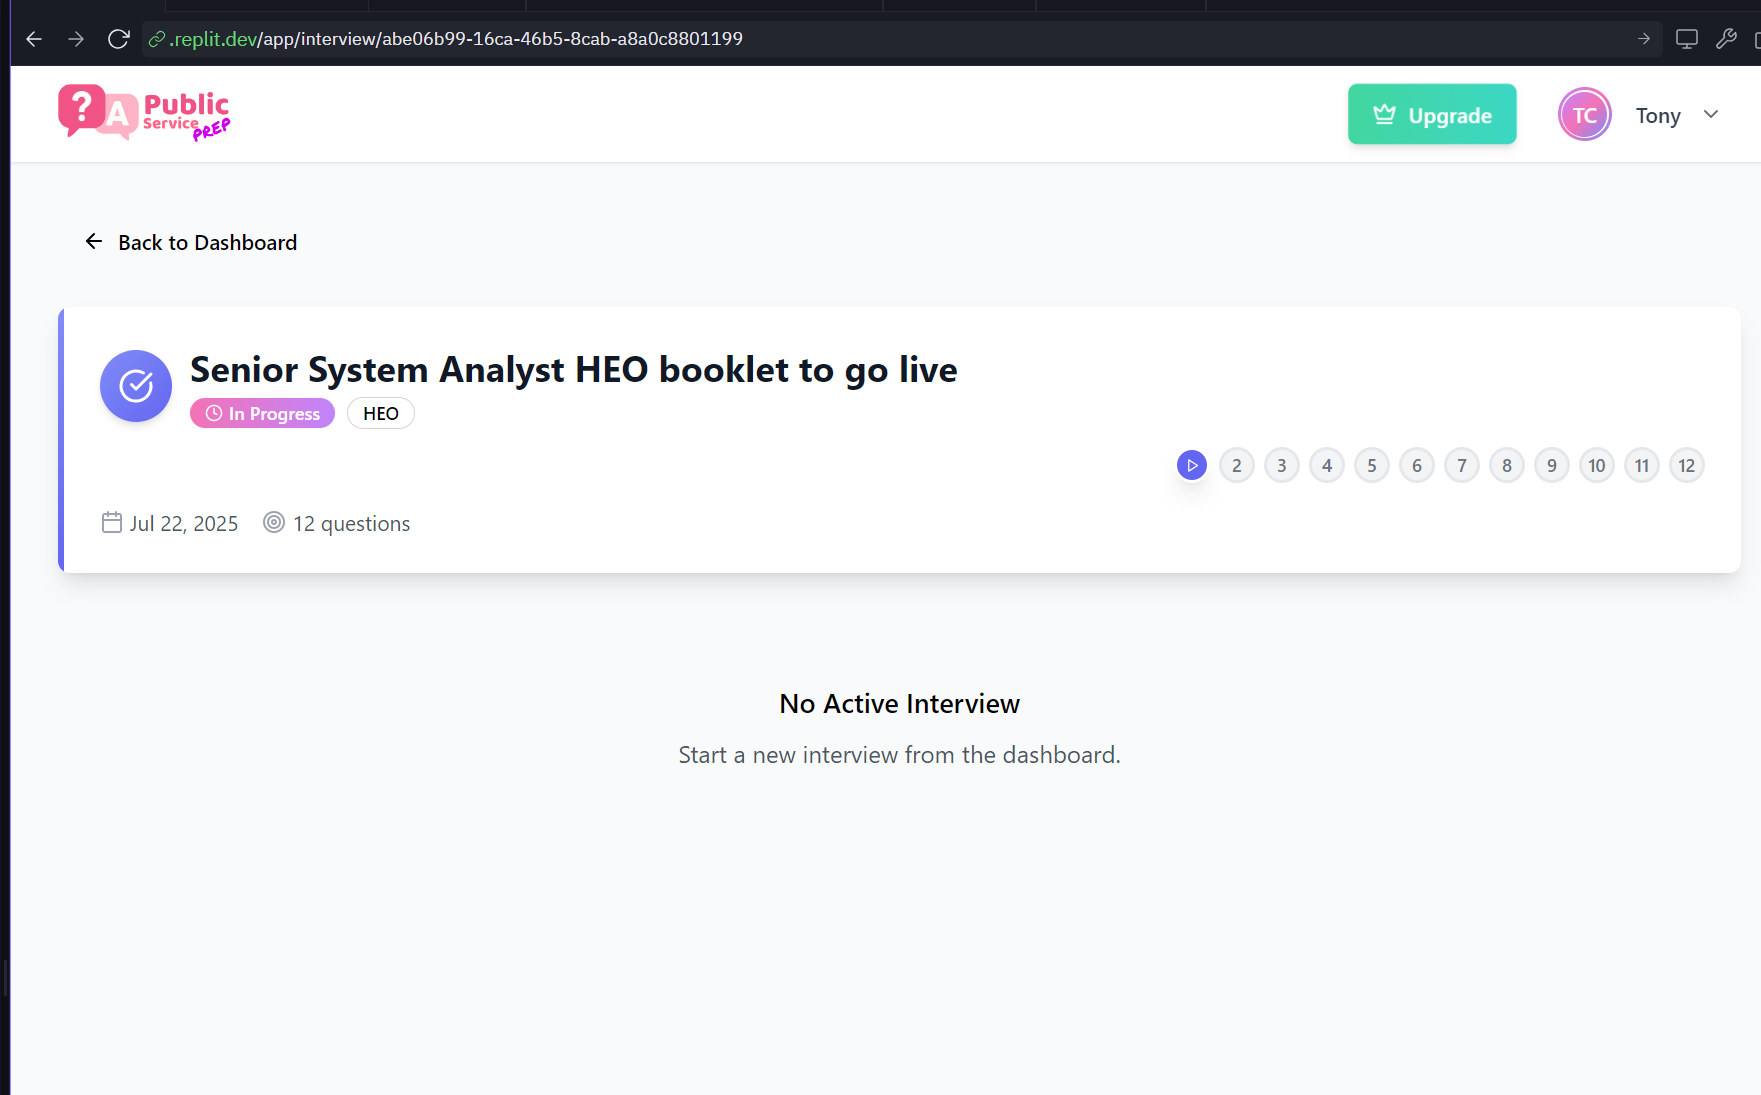 .replit.dev/app/interview/abe06b99-16ca-46b5-8cab-a8a0c8801199
? A Public Service PREP
Upgrade
TC
Tony
Back to Dashboard
Senior System Analyst HEO booklet to go live
In Progress
HEO
2 3 4 5 6 7 8 9 10 11 12
Jul 22, 2025
12 questions
No Active Interview
Start a new interview from the dashboard.